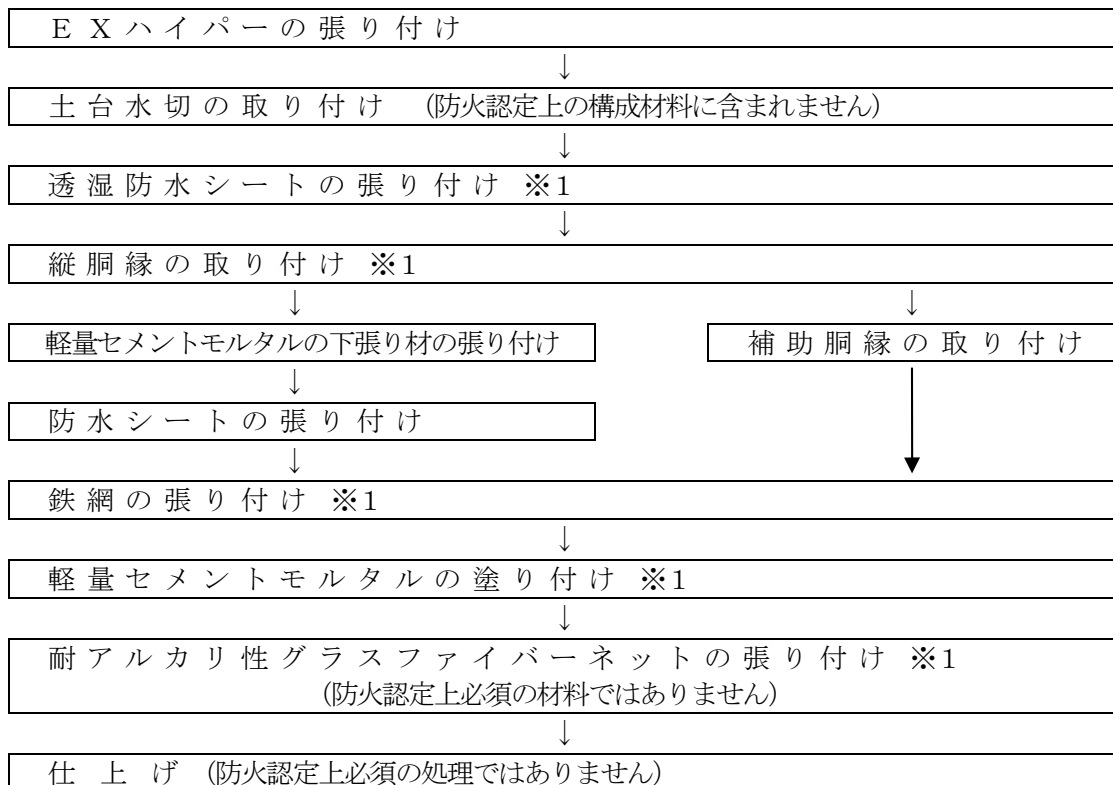 EXハイパーの張り付け
↓
土台水切の取り付け (防火認定上の構成材料に含まれません)
↓
透湿防水シートの張り付け ※1
↓
縦胴縁の取り付け ※1
↓ ↓
軽量セメントモルタルの下張り材の張り付け 補助胴縁の取り付け
↓
防水シートの張り付け
↓
鉄網の張り付け ※1
↓
軽量セメントモルタルの塗り付け ※1
↓
耐アルカリ性グラスファイバーネットの張り付け ※1
(防火認定上必須の材料ではありません)
↓
仕上げ (防火認定上必須の処理ではありません)